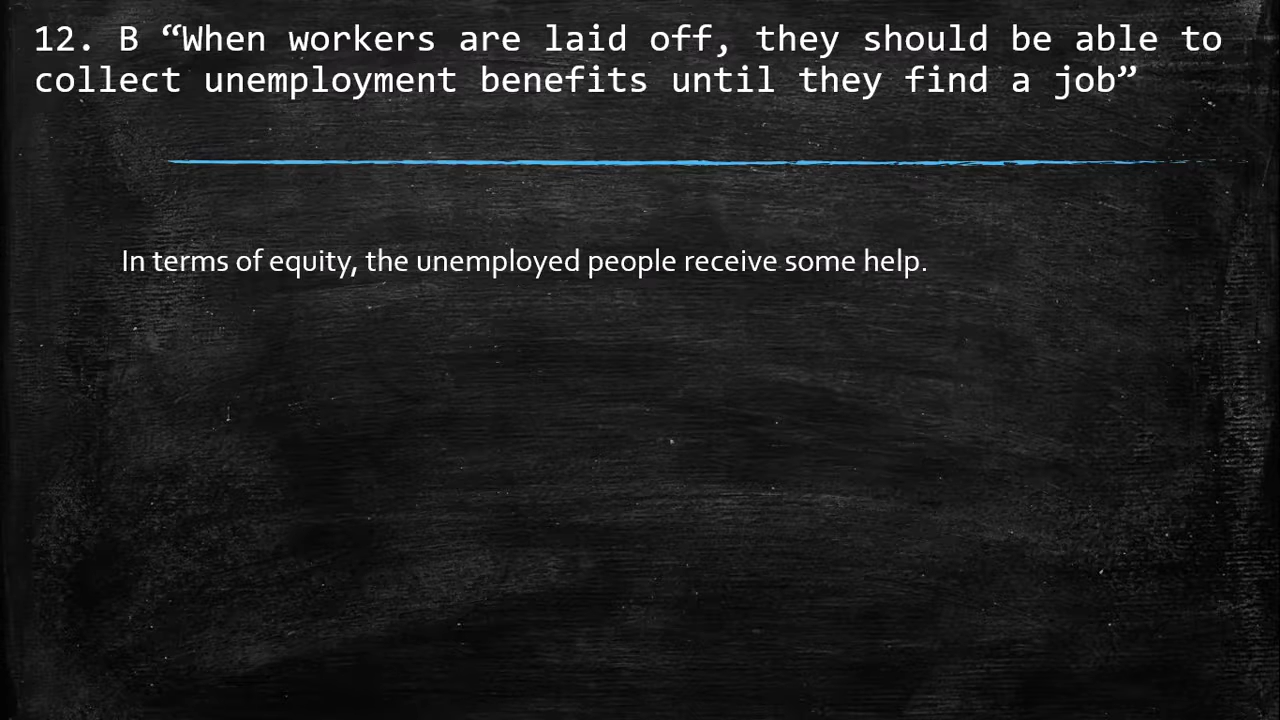 12. B “When workers are laid off, they should be able to
collect unemployment benefits until they find a job”
In terms of equity, the unemployed people receive some help.